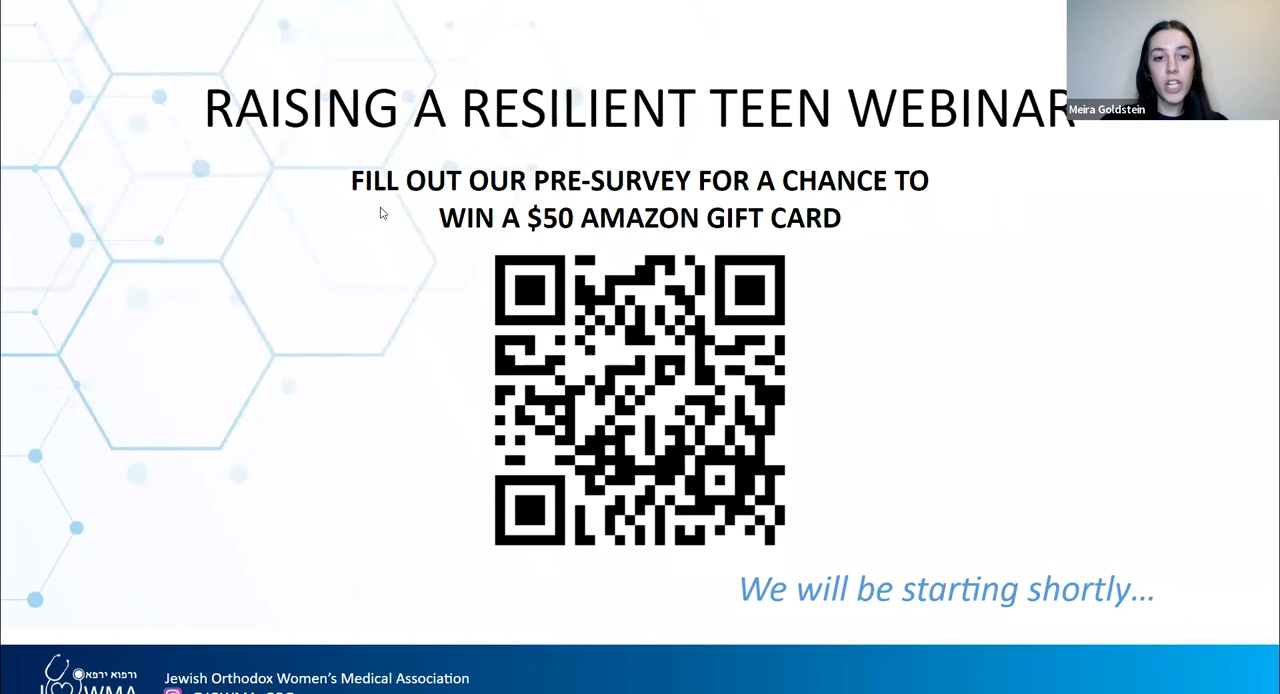 RAISING A RESILIENT TEEN WEBINAR
Meira Goldstein
FILL OUT OUR PRE-SURVEY FOR A CHANCE TO
WIN A $50 AMAZON GIFT CARD
We will be starting shortly...
ורפוא ירפא
Jewish Orthodox Women's Medical Association